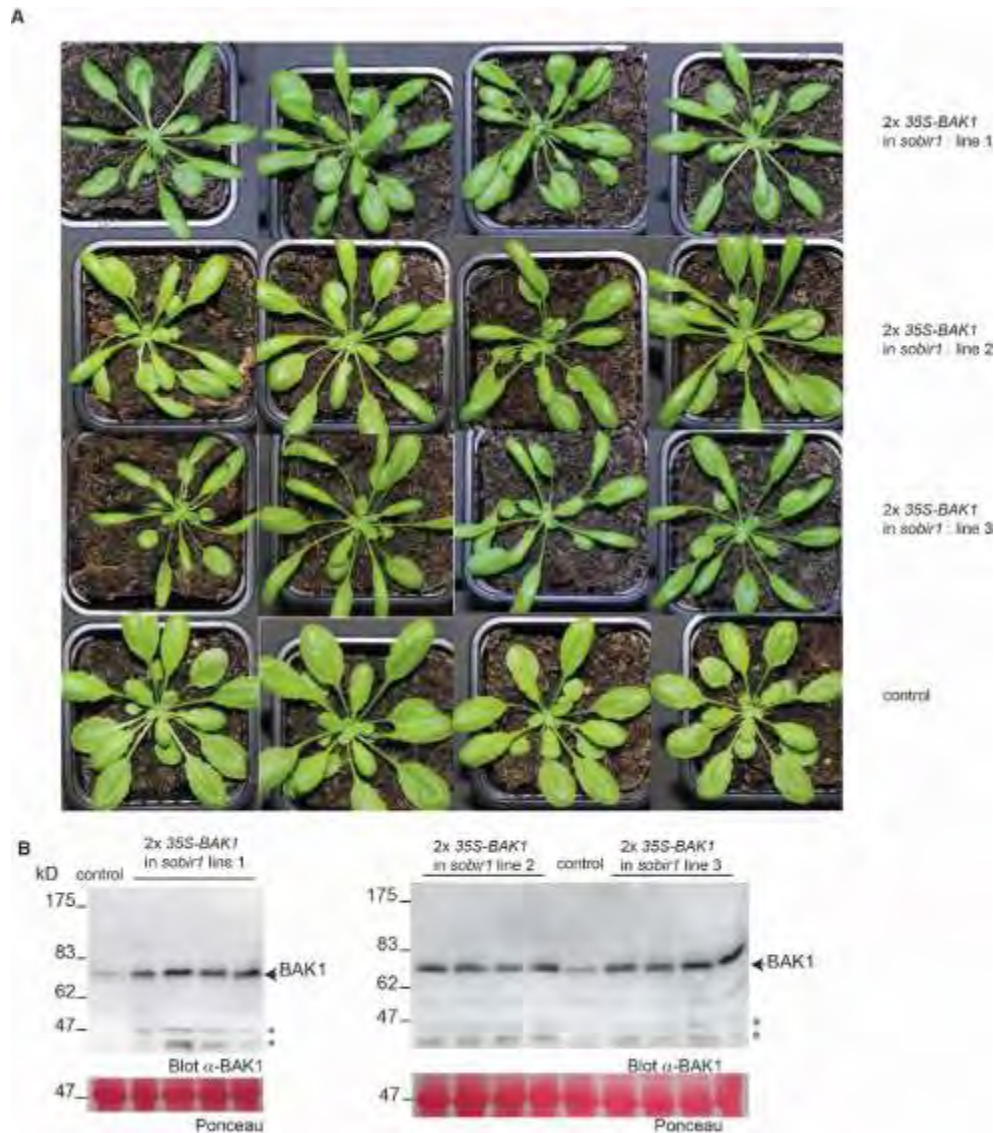 A
2x 35S-BAK1
in sobir1 : line 1
2x 35S-BAK1
in sobir1 : line 2
2x 35S-BAK1
in sobir1 : line 3
control
B
kD
control
2x 35S-BAK1
in sobir1 line 1
175
83
62
47
BAK1
*
*
Blot α-BAK1
47
Ponceau
2x 35S-BAK1
in sobir1 line 2
control
2x 35S-BAK1
in sobir1 line 3
175
83
62
47
BAK1
*
*
Blot α-BAK1
47
Ponceau